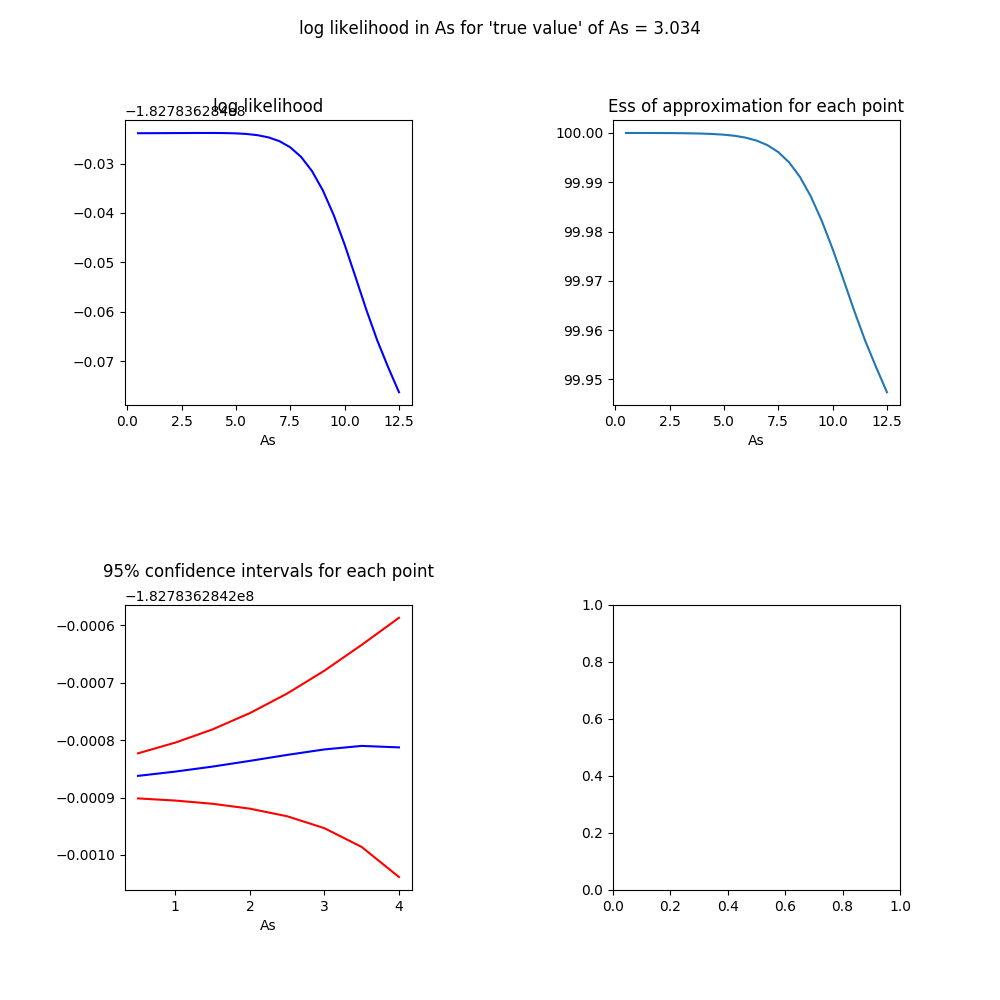 log likelihood in As for 'true value' of As = 3.034
log likelihood
−1.827836284e8
−0.03
−0.04
−0.05
−0.06
−0.07
0.0 2.5 5.0 7.5 10.0 12.5
As
Ess of approximation for each point
100.00
99.99
99.98
99.97
99.96
99.95
0.0 2.5 5.0 7.5 10.0 12.5
As
95% confidence intervals for each point
−1.8278362842e8
−0.0006
−0.0007
−0.0008
−0.0009
−0.0010
1 2 3 4
As
1.0
0.8
0.6
0.4
0.2
0.0
0.0 0.2 0.4 0.6 0.8 1.0